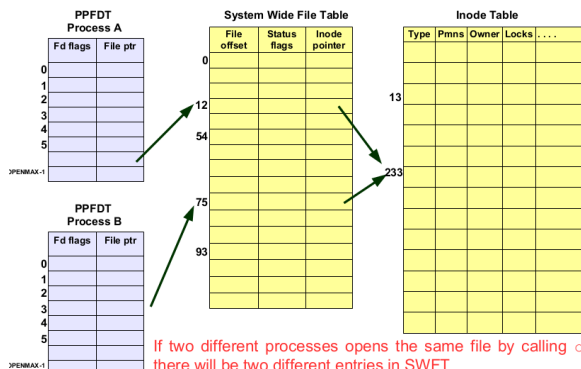 PPFDT
Process A
Fd flags File ptr
0
1
2
3
4
5
OPENMAX-1
PPFDT
Process B
Fd flags File ptr
0
1
2
3
4
5
OPENMAX-1
System Wide File Table
File offset Status flags Inode pointer
0
12
54
75
93
Inode Table
Type Pmns Owner Locks . . . .
13
233
If two different processes opens the same file by calling
there will be two different entries in SWFT